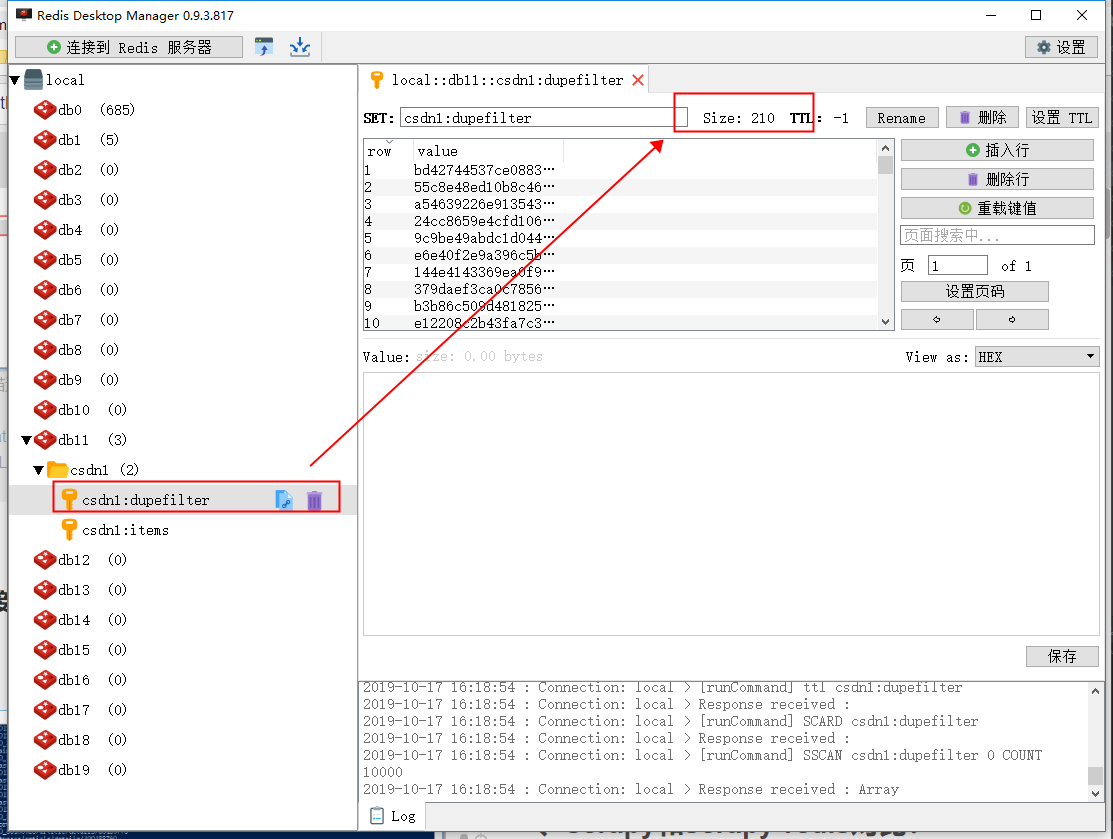 Redis Desktop Manager 0.9.3.817
连接到 Redis 服务器
设置
local
db0 (685)
db1 (5)
db2 (0)
db3 (0)
db4 (0)
db5 (0)
db6 (0)
db7 (0)
db8 (0)
db9 (0)
db10 (0)
db11 (3)
csdn1 (2)
csdn1:dupefilter
csdn1:items
db12 (0)
db13 (0)
db14 (0)
db15 (0)
db16 (0)
db17 (0)
db18 (0)
db19 (0)
local::db11::csdn1:dupefilter
SET: csdn1:dupefilter Size: 210 TTL: -1 Rename 删除 设置 TTL
row value
1 bd42744537ce0883…
2 55c8e48ed10b8c46…
3 a54639226e913543…
4 24cc8659e4cfd106…
5 9c9be49abdc1d044…
6 e6e40f2e9a396c5b…
7 144e4143369ea0f9…
8 379daef3ca0c7856…
9 b3b86c509d481825…
10 e12208c2b43fa7c3…
插入行
删除行
重载键值
页面搜索中...
页 1 of 1
设置页码
Value: size: 0.00 bytes View as: HEX
保存
2019-10-17 16:18:54 : Connection: local > [runCommand] ttl csdn1:dupefilter
2019-10-17 16:18:54 : Connection: local > Response received :
2019-10-17 16:18:54 : Connection: local > [runCommand] SCARD csdn1:dupefilter
2019-10-17 16:18:54 : Connection: local > Response received :
2019-10-17 16:18:54 : Connection: local > [runCommand] SSCAN csdn1:dupefilter 0 COUNT
10000
2019-10-17 16:18:54 : Connection: local > Response received : Array
Log